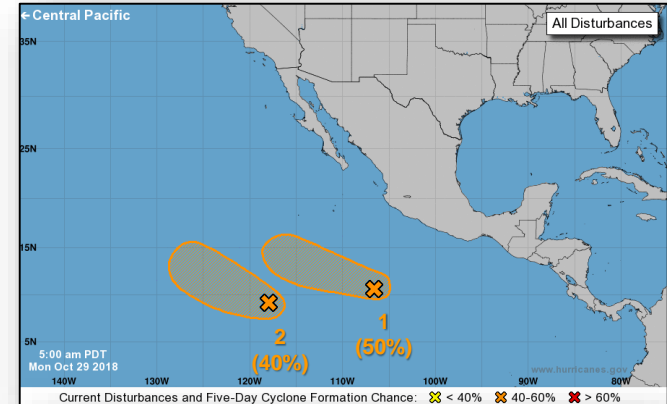 ← Central Pacific
All Disturbances
35N
25N
15N
5N
1
(50%)
2
(40%)
5:00 am PDT
Mon Oct 29 2018
www.hurricanes.gov
140W 130W 120W 110W 100W 90W 80W
Current Disturbances and Five-Day Cyclone Formation Chance: < 40% 40-60% > 60%